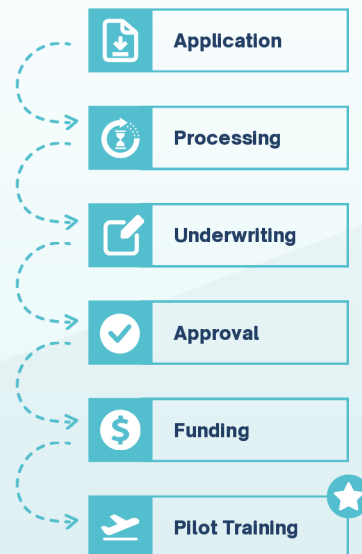 Application
Processing
Underwriting
Approval
Funding
Pilot Training